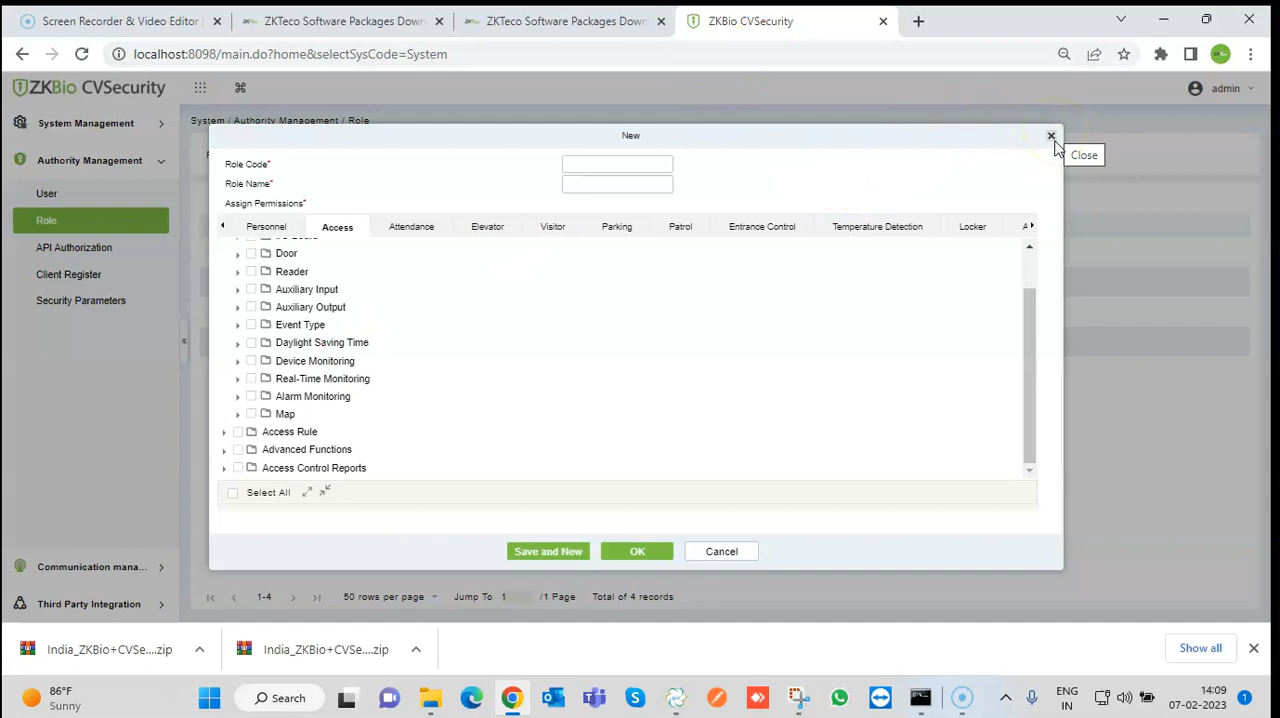 Screen Recorder & Video Editor
ZKTeco Software Packages Down
ZKTeco Software Packages Down
ZKBio CVSecurity
localhost:8098/main.do?home&selectSysCode=System
ZKBio CVSecurity
admin
System Management
System / Authority Management / Role
New
Close
Authority Management
Role Code*
Role Name*
User
Assign Permissions*
Role
Personnel Access Attendance Elevator Visitor Parking Patrol Entrance Control Temperature Detection Locker
API Authorization
Door
Client Register
Reader
Security Parameters
Auxiliary Input
Auxiliary Output
Event Type
Daylight Saving Time
Device Monitoring
Real-Time Monitoring
Alarm Monitoring
Map
Access Rule
Advanced Functions
Access Control Reports
Select All
Save and New OK Cancel
Communication mana...
Third Party Integration
1-4 50 rows per page Jump To 1 /1 Page Total of 4 records
India_ZKBio+CVSe....zip
India_ZKBio+CVSe....zip
Show all
86°F
Sunny
Search
ENG
IN
14:09
07-02-2023
1